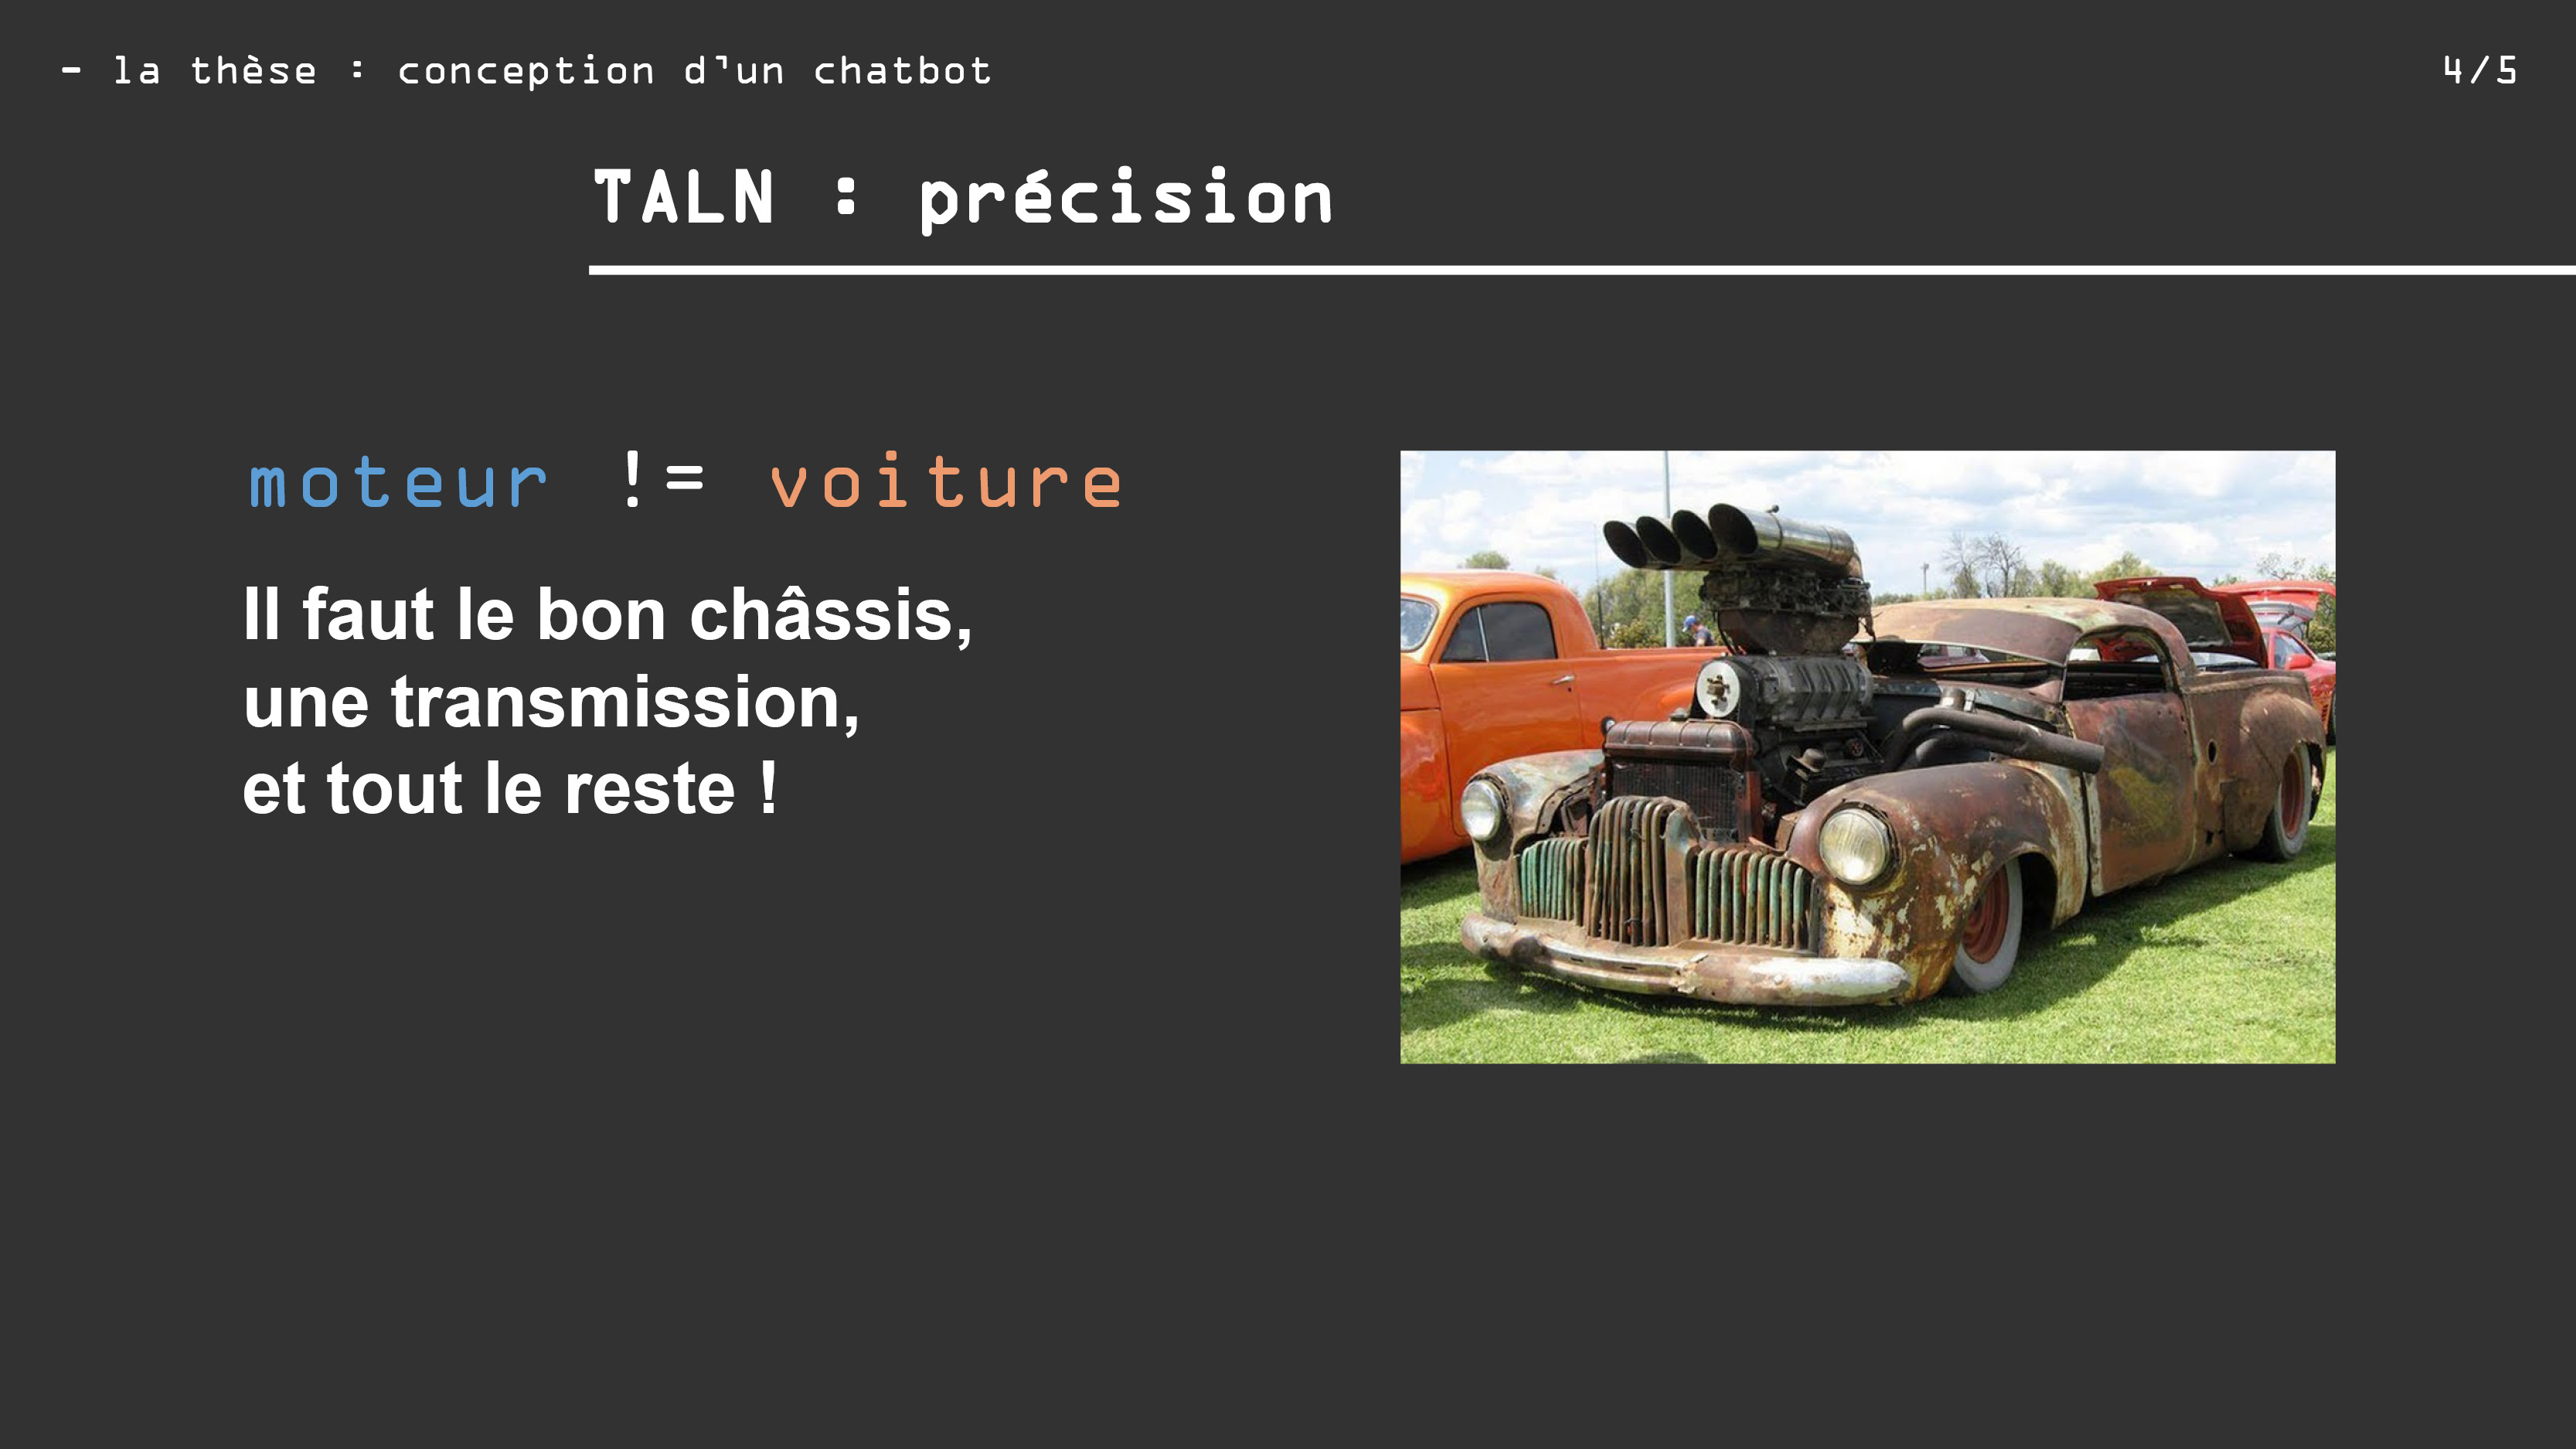 - la thèse : conception d'un chatbot
4/5
TALN : précision
moteur != voiture
Il faut le bon châssis,
une transmission,
et tout le reste !